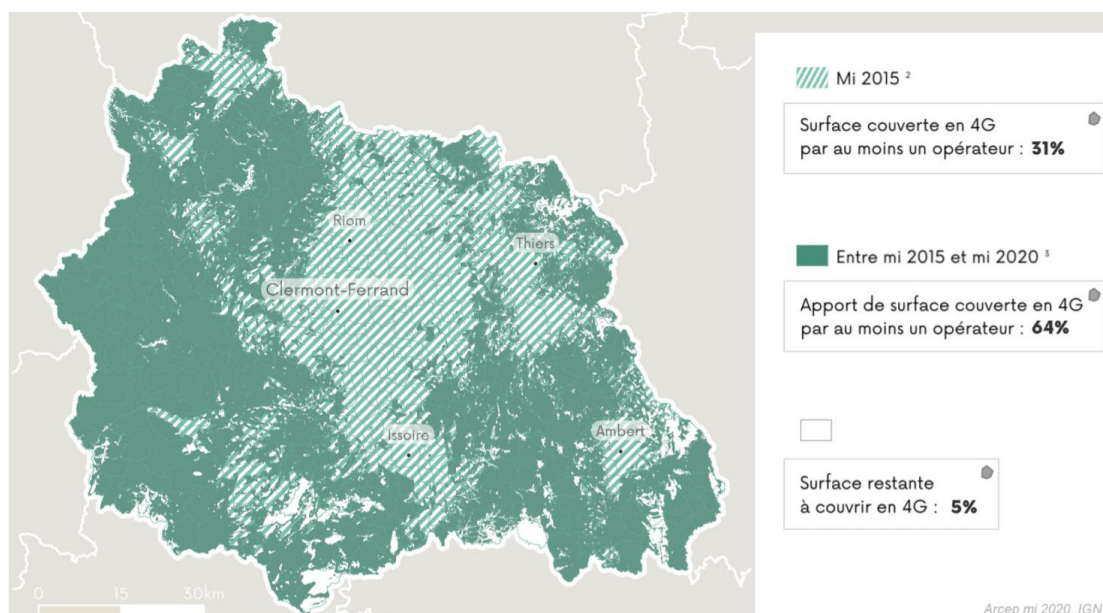 Riom
Thiers
Clermont-Ferrand
Issoire
Ambert
0 15 30km
Mi 2015 ²
Surface couverte en 4G
par au moins un opérateur : 31%
Entre mi 2015 et mi 2020 ³
Apport de surface couverte en 4G
par au moins un opérateur : 64%
Surface restante
à couvrir en 4G : 5%
Arcep mi 2020, IGN